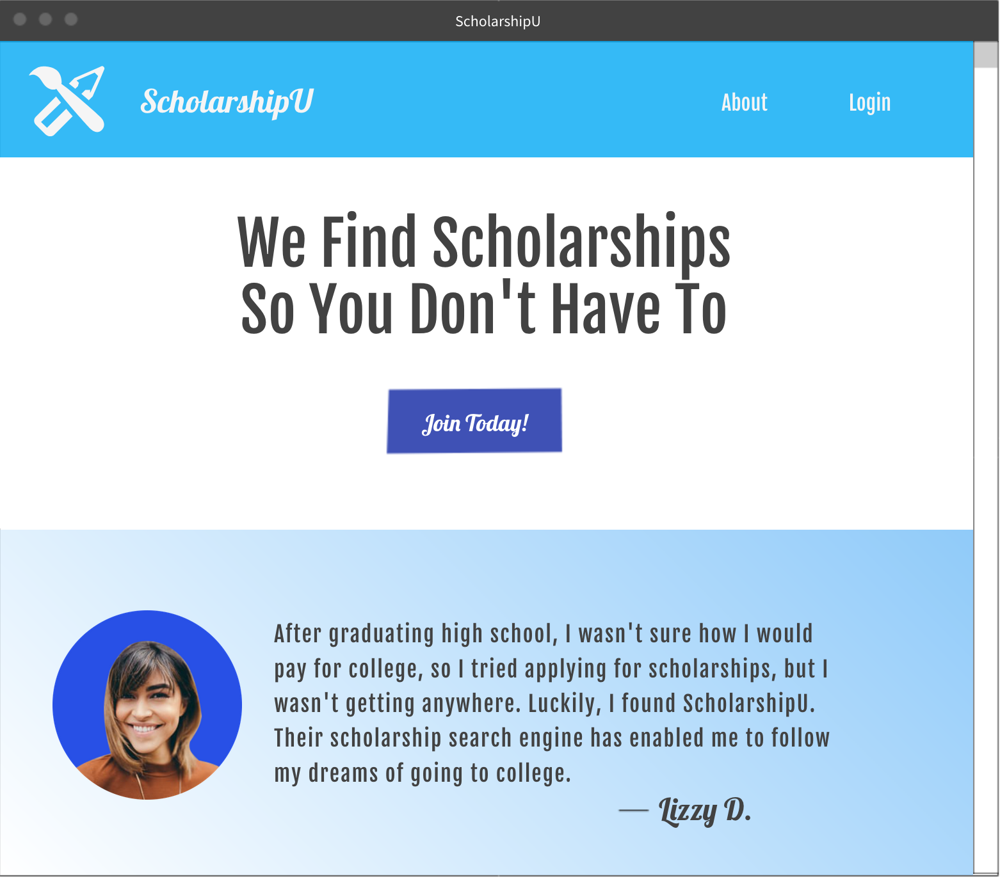 ScholarshipU
ScholarshipU
About
Login
We Find Scholarships
So You Don't Have To
Join Today!
After graduating high school, I wasn't sure how I would
pay for college, so I tried applying for scholarships, but I
wasn't getting anywhere. Luckily, I found ScholarshipU.
Their scholarship search engine has enabled me to follow
my dreams of going to college.
— Lizzy D.